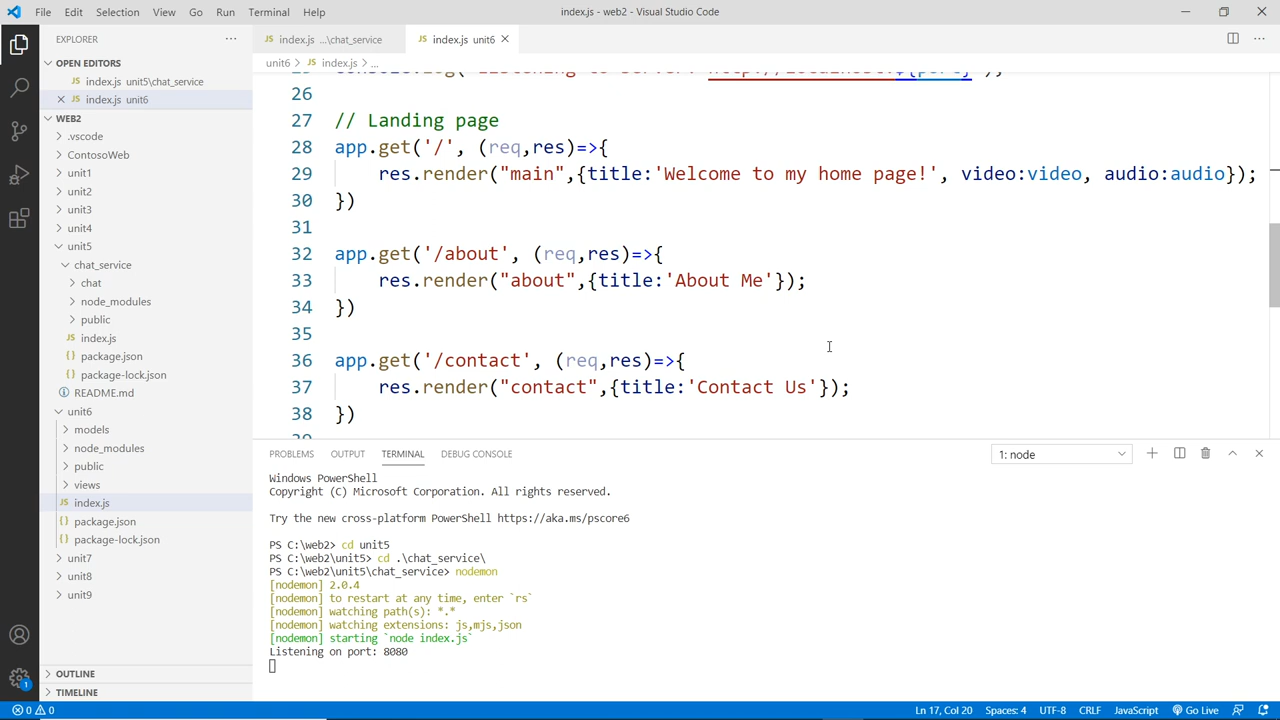 File Edit Selection View Go Run Terminal Help
index.js - web2 - Visual Studio Code
EXPLORER
OPEN EDITORS
JS index.js unit5\chat_service
JS index.js unit6
WEB2
.vscode
ContosoWeb
unit1
unit2
unit3
unit4
unit5
chat_service
chat
node_modules
public
JS index.js
{} package.json
{} package-lock.json
README.md
unit6
models
node_modules
public
views
JS index.js
{} package.json
{} package-lock.json
unit7
unit8
unit9
OUTLINE
TIMELINE
JS index.js ...\chat_service
JS index.js unit6
unit6 > JS index.js > ...
26
27 // Landing page
28 app.get('/', (req,res)=>{
29 res.render("main",{title:'Welcome to my home page!', video:video, audio:audio});
30 })
31
32 app.get('/about', (req,res)=>{
33 res.render("about",{title:'About Me'});
34 })
35
36 app.get('/contact', (req,res)=>{
37 res.render("contact",{title:'Contact Us'});
38 })
PROBLEMS OUTPUT TERMINAL DEBUG CONSOLE
1: node
Windows PowerShell
Copyright (C) Microsoft Corporation. All rights reserved.
Try the new cross-platform PowerShell https://aka.ms/pscore6
PS C:\web2> cd unit5
PS C:\web2\unit5> cd .\chat_service\
PS C:\web2\unit5\chat_service> nodemon
[nodemon] 2.0.4
[nodemon] to restart at any time, enter `rs`
[nodemon] watching path(s): *.*
[nodemon] watching extensions: js,mjs,json
[nodemon] starting `node index.js`
Listening on port: 8080
1
0 0
Ln 17, Col 20 Spaces: 4 UTF-8 CRLF JavaScript Go Live